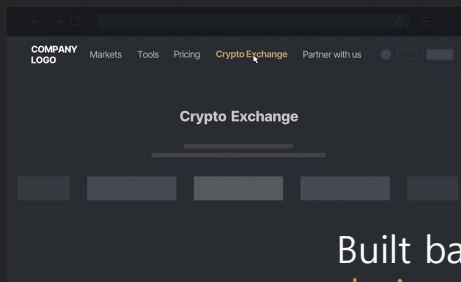 COMPANY
LOGO
Markets Tools Pricing Crypto Exchange Partner with us
Crypto Exchange
Built ba